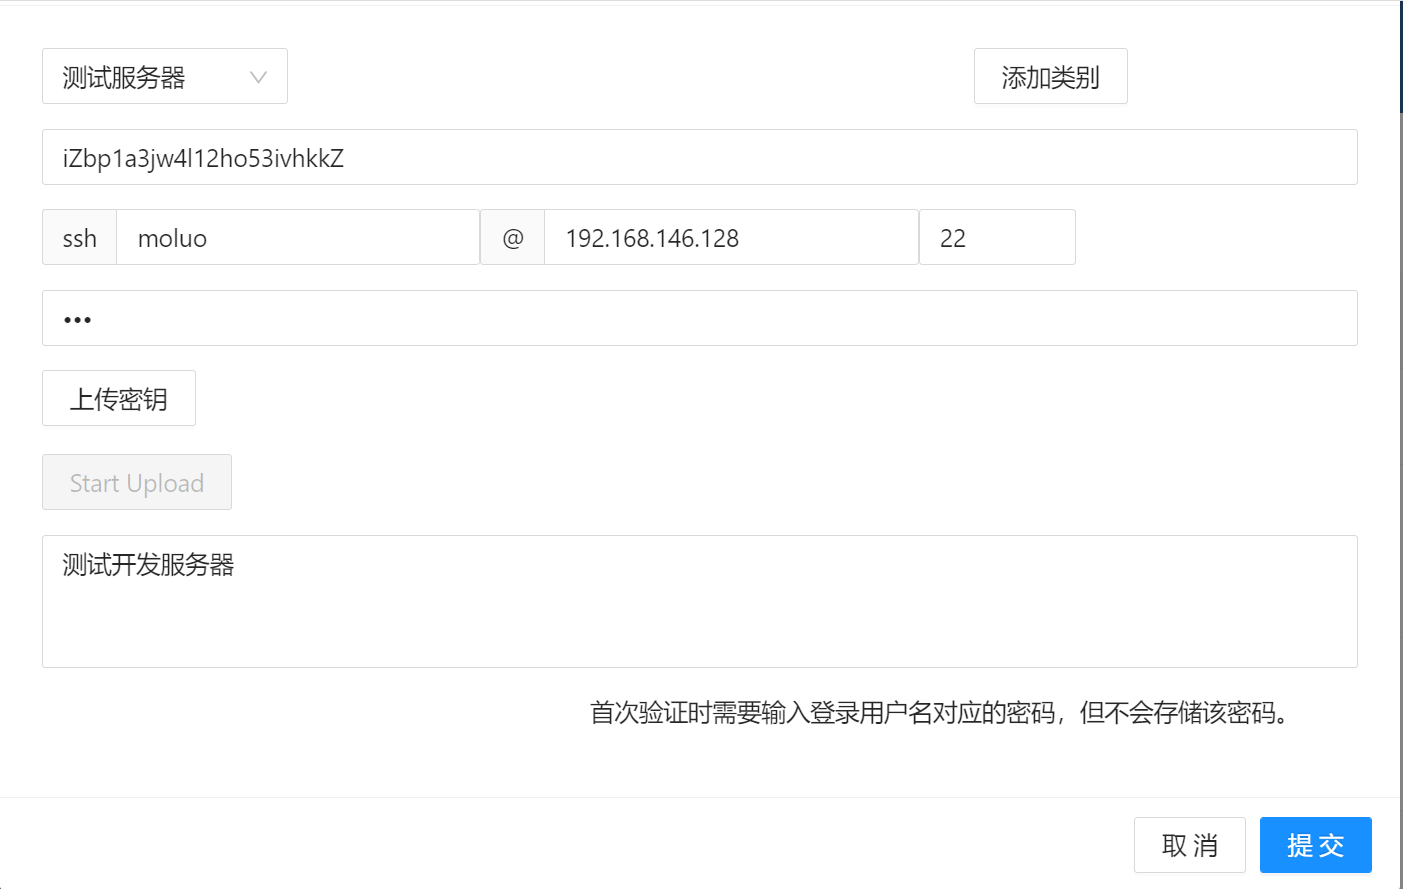 测试服务器
添加类别
iZbp1a3jw4l12ho53ivhkkZ
ssh moluo @ 192.168.146.128 22
•••
上传密钥
Start Upload
测试开发服务器
首次验证时需要输入登录用户名对应的密码，但不会存储该密码。
取 消
提 交